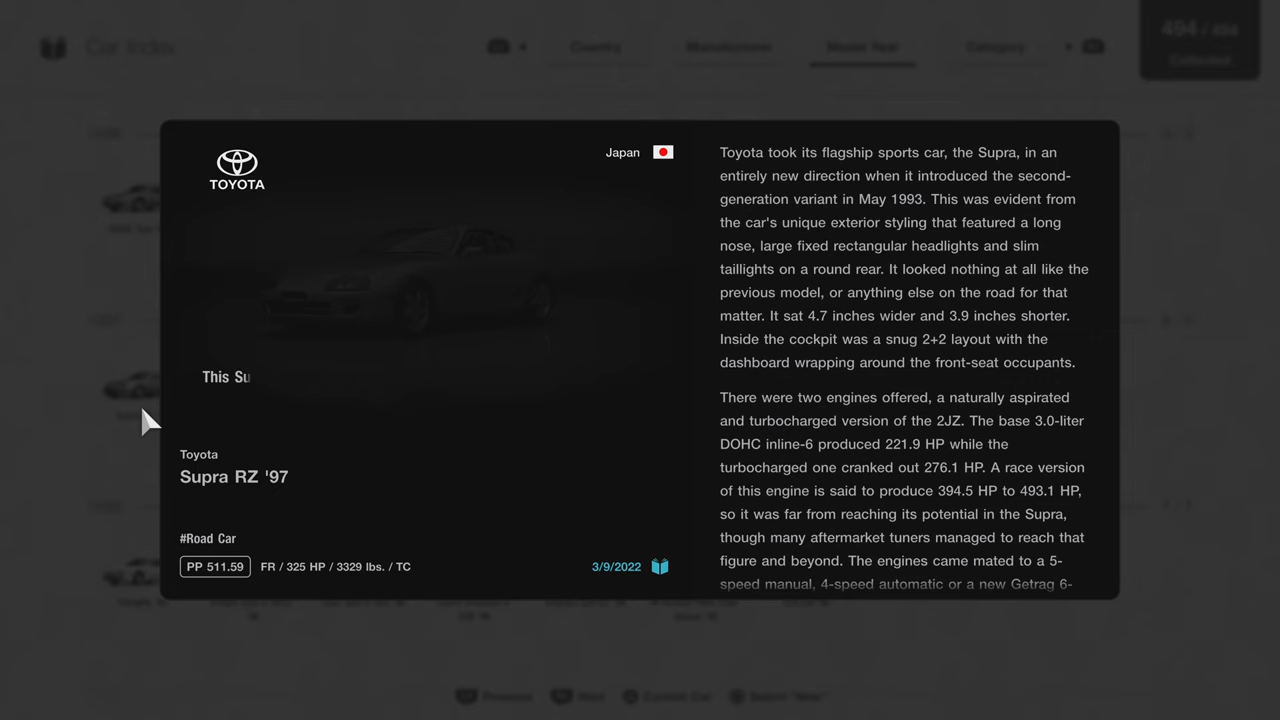 Car Index
Country
Manufacturer
Model Year
Category
494 / 494
Collected
TOYOTA
Japan
This Su
Toyota
Supra RZ '97
#Road Car
PP 511.59
FR / 325 HP / 3329 lbs. / TC
3/9/2022
Toyota took its flagship sports car, the Supra, in an
entirely new direction when it introduced the second-
generation variant in May 1993. This was evident from
the car's unique exterior styling that featured a long
nose, large fixed rectangular headlights and slim
taillights on a round rear. It looked nothing at all like the
previous model, or anything else on the road for that
matter. It sat 4.7 inches wider and 3.9 inches shorter.
Inside the cockpit was a snug 2+2 layout with the
dashboard wrapping around the front-seat occupants.
There were two engines offered, a naturally aspirated
and turbocharged version of the 2JZ. The base 3.0-liter
DOHC inline-6 produced 221.9 HP while the
turbocharged one cranked out 276.1 HP. A race version
of this engine is said to produce 394.5 HP to 493.1 HP,
so it was far from reaching its potential in the Supra,
though many aftermarket tuners managed to reach that
figure and beyond. The engines came mated to a 5-
speed manual, 4-speed automatic or a new Getrag 6-